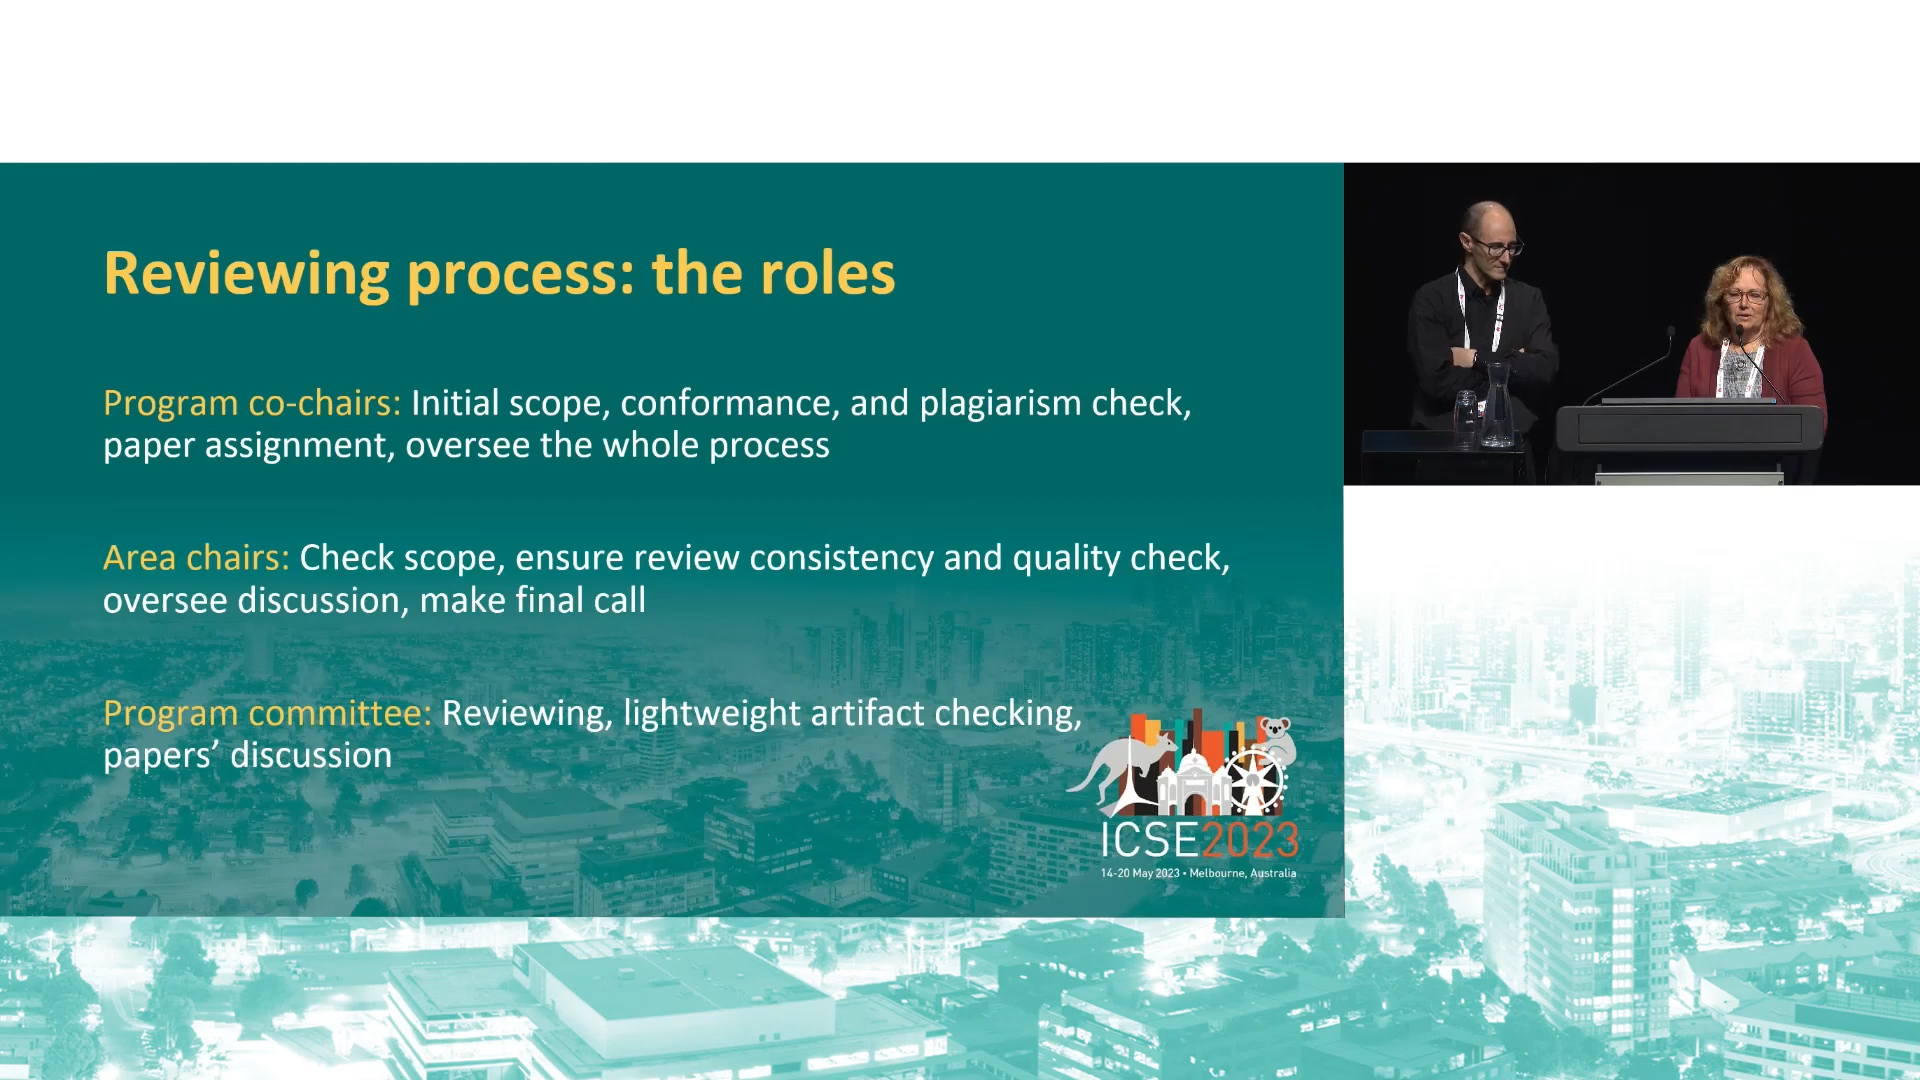 Reviewing process: the roles
Program co-chairs: Initial scope, conformance, and plagiarism check,
paper assignment, oversee the whole process
Area chairs: Check scope, ensure review consistency and quality check,
oversee discussion, make final call
Program committee: Reviewing, lightweight artifact checking,
papers’ discussion
ICSE2023
14-20 May 2023 • Melbourne, Australia